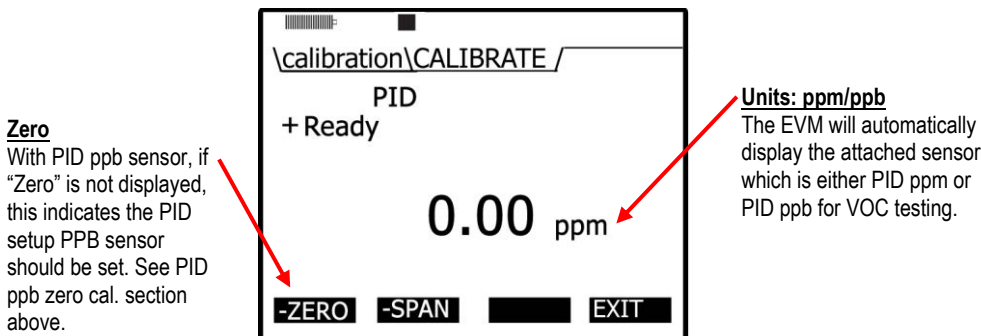 Zero
With PID ppb sensor, if
“Zero” is not displayed,
this indicates the PID
setup PPB sensor
should be set. See PID
ppb zero cal. section
above.
\calibration\CALIBRATE /
PID
+ Ready
0.00 ppm
-ZERO -SPAN EXIT
Units: ppm/ppb
The EVM will automatically
display the attached sensor
which is either PID ppm or
PID ppb for VOC testing.